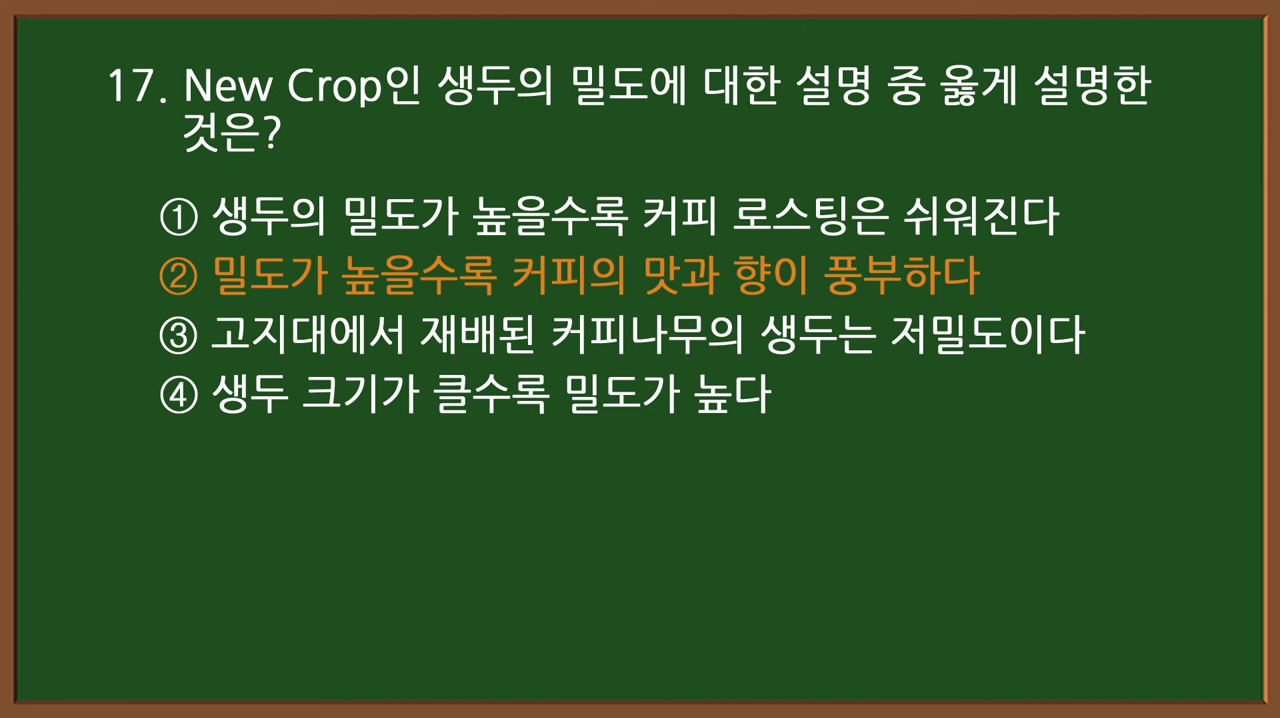 17. New Crop인 생두의 밀도에 대한 설명 중 옳게 설명한
것은?
① 생두의 밀도가 높을수록 커피 로스팅은 쉬워진다
② 밀도가 높을수록 커피의 맛과 향이 풍부하다
③ 고지대에서 재배된 커피나무의 생두는 저밀도이다
④ 생두 크기가 클수록 밀도가 높다